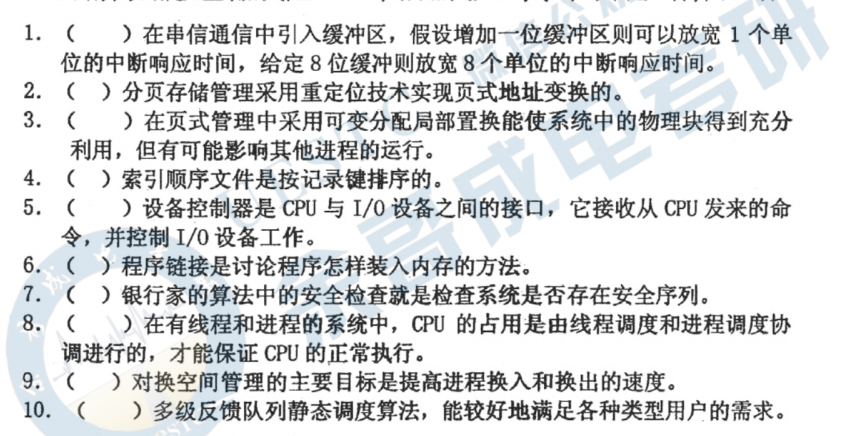 1. （　　）在串信通信中引入缓冲区，假设增加一位缓冲区则可以放宽 1 个单
位的中断响应时间，给定 8 位缓冲则放宽 8 个单位的中断响应时间。
2. （　）分页存储管理采用重定位技术实现页式地址变换的。
3. （　　）在页式管理中采用可变分配局部置换能使系统中的物理块得到充分
利用，但有可能影响其他进程的运行。
4. （　）索引顺序文件是按记录键排序的。
5. （　　）设备控制器是 CPU 与 I/O 设备之间的接口，它接收从 CPU 发来的命
令，并控制 I/O 设备工作。
6. （　）程序链接是讨论程序怎样装入内存的方法。
7. （　）银行家的算法中的安全检查就是检查系统是否存在安全序列。
8. （　　）在有线程和进程的系统中，CPU 的占用是由线程调度和进程调度协
调进行的，才能保证 CPU 的正常执行。
9. （　）对换空间管理的主要目标是提高进程换入和换出的速度。
10. （　　）多级反馈队列静态调度算法，能较好地满足各种类型用户的需求。